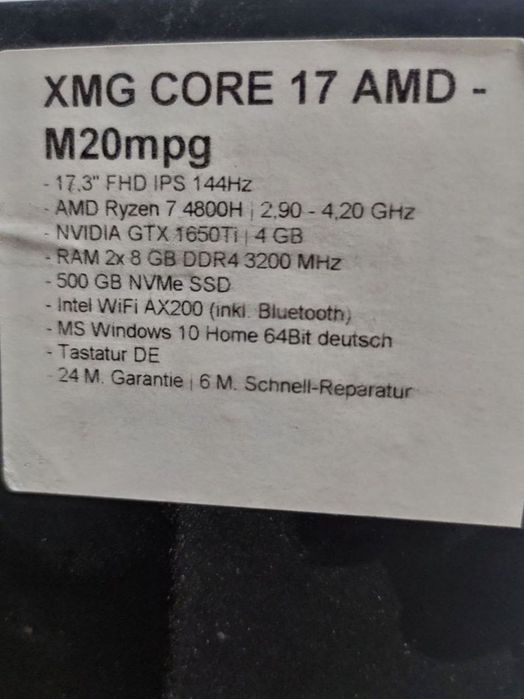 XMG CORE 17 AMD -
M20mpg
- 17,3" FHD IPS 144Hz
- AMD Ryzen 7 4800H | 2,90 - 4,20 GHz
- NVIDIA GTX 1650Ti | 4 GB
- RAM 2x 8 GB DDR4 3200 MHz
- 500 GB NVMe SSD
- Intel WiFi AX200 (inkl. Bluetooth)
- MS Windows 10 Home 64Bit deutsch
- Tastatur DE
- 24 M. Garantie | 6 M. Schnell-Reparatur